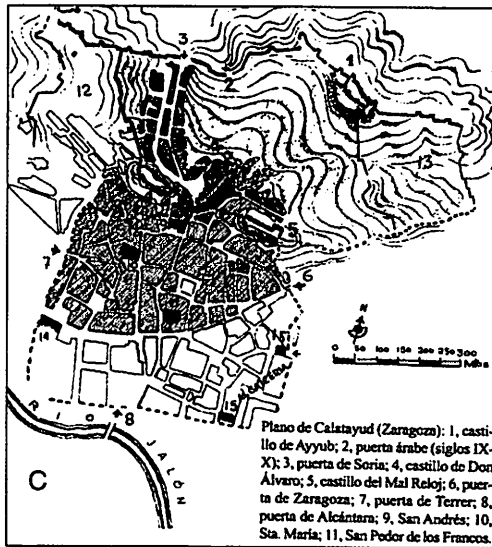 3
1
2
12
13
5
7
6
N
0 50 100 150 200 250 300
14
15
8
RIO JALÓN
C
Plano de Calatayud (Zaragoza): 1, casti-
llo de Ayyub; 2, puerta árabe (siglos IX-
X); 3, puerta de Soria; 4, castillo de Don
Álvaro; 5, castillo del Mal Reloj; 6, puer-
ta de Zaragoza; 7, puerta de Terrer; 8,
puerta de Alcántara; 9, San Andrés; 10,
Sta. María; 11, San Pedor de los Francos.